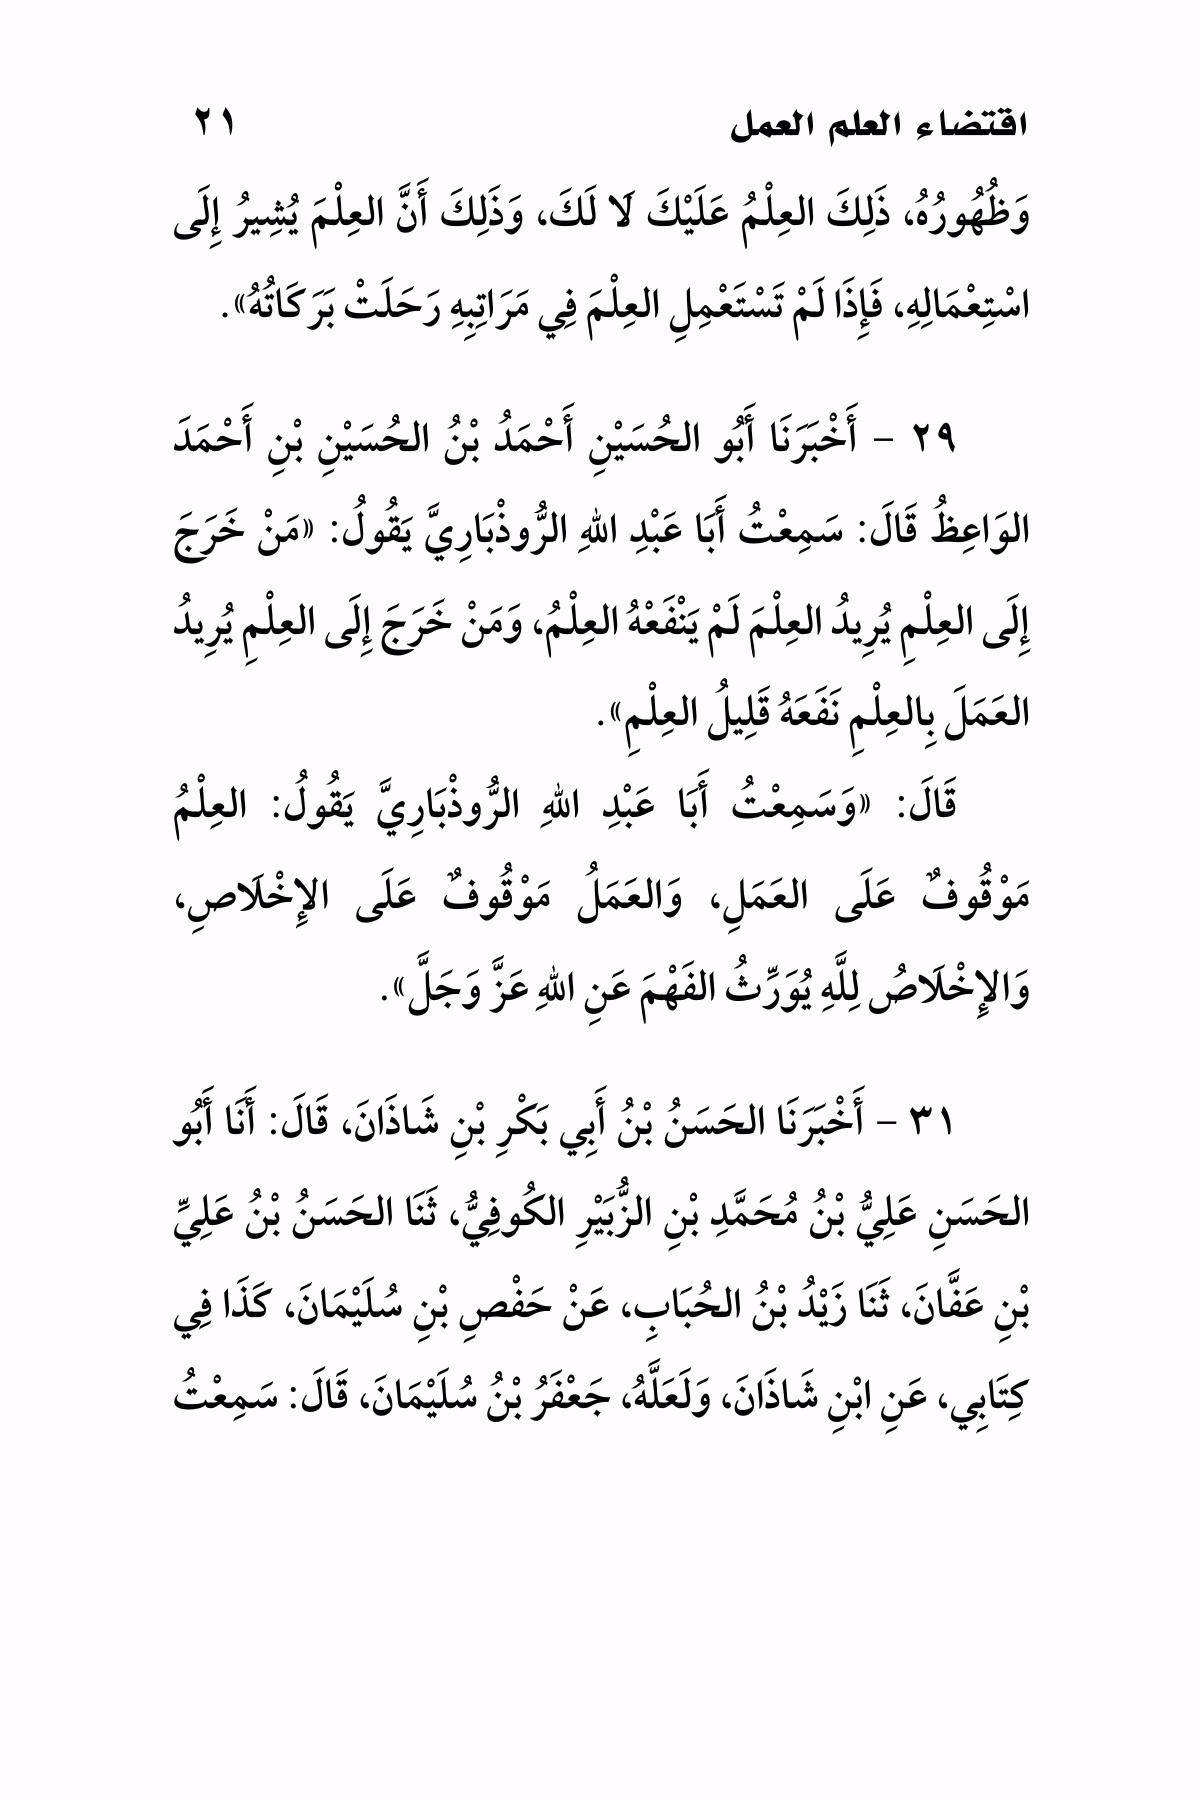 اقتضاء العلم العمل ٢١
وَظُهُورُهُ، ذَلِكَ العِلْمُ عَلَيْكَ لَا لَكَ، وَذَلِكَ أَنَّ العِلْمَ يُشِيرُ إِلَى
اسْتِعْمَالِهِ، فَإِذَا لَمْ تَسْتَعْمِلِ العِلْمَ فِي مَرَاتِبِهِ رَحَلَتْ بَرَكَاتُهُ».
٢٩ – أَخْبَرَنَا أَبُو الحُسَيْنِ أَحْمَدُ بْنُ الحُسَيْنِ بْنِ أَحْمَدَ
الوَاعِظُ قَالَ: سَمِعْتُ أَبَا عَبْدِ اللهِ الرُّوذْبَارِيَّ يَقُولُ: «مَنْ خَرَجَ
إِلَى العِلْمِ يُرِيدُ العِلْمَ لَمْ يَنْفَعْهُ العِلْمُ، وَمَنْ خَرَجَ إِلَى العِلْمِ يُرِيدُ
العَمَلَ بِالعِلْمِ نَفَعَهُ قَلِيلُ العِلْمِ».
قَالَ: «وَسَمِعْتُ أَبَا عَبْدِ اللهِ الرُّوذْبَارِيَّ يَقُولُ: العِلْمُ
مَوْقُوفٌ عَلَى العَمَلِ، وَالعَمَلُ مَوْقُوفٌ عَلَى الإِخْلَاصِ،
وَالإِخْلَاصُ لِلَّهِ يُوَرِّثُ الفَهْمَ عَنِ اللهِ عَزَّ وَجَلَّ».
٣١ – أَخْبَرَنَا الحَسَنُ بْنُ أَبِي بَكْرِ بْنِ شَاذَانَ، قَالَ: أَنَا أَبُو
الحَسَنِ عَلِيُّ بْنُ مُحَمَّدِ بْنِ الزُّبَيْرِ الكُوفِيُّ، ثَنَا الحَسَنُ بْنُ عَلِيِّ
بْنِ عَفَّانَ، ثَنَا زَيْدُ بْنُ الحُبَابِ، عَنْ حَفْصِ بْنِ سُلَيْمَانَ، كَذَا فِي
كِتَابِي، عَنِ ابْنِ شَاذَانَ، وَلَعَلَّهُ، جَعْفَرُ بْنُ سُلَيْمَانَ، قَالَ: سَمِعْتُ